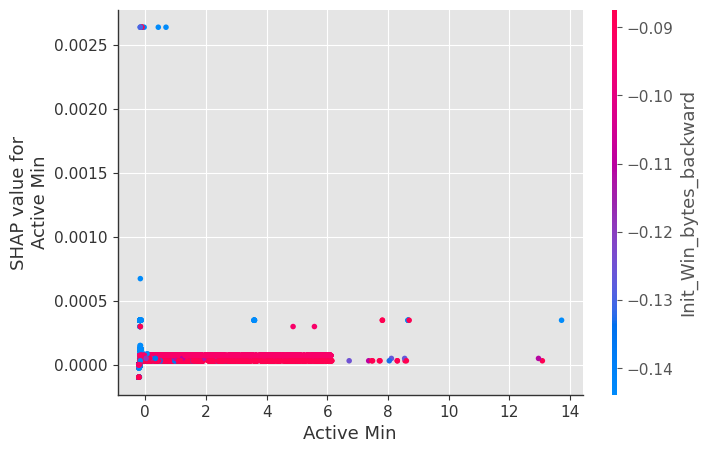 0.0025
0.0020
0.0015
0.0010
0.0005
0.0000
SHAP value for
Active Min
0 2 4 6 8 10 12 14
Active Min
−0.09
−0.10
−0.11
−0.12
−0.13
−0.14
Init_Win_bytes_backward